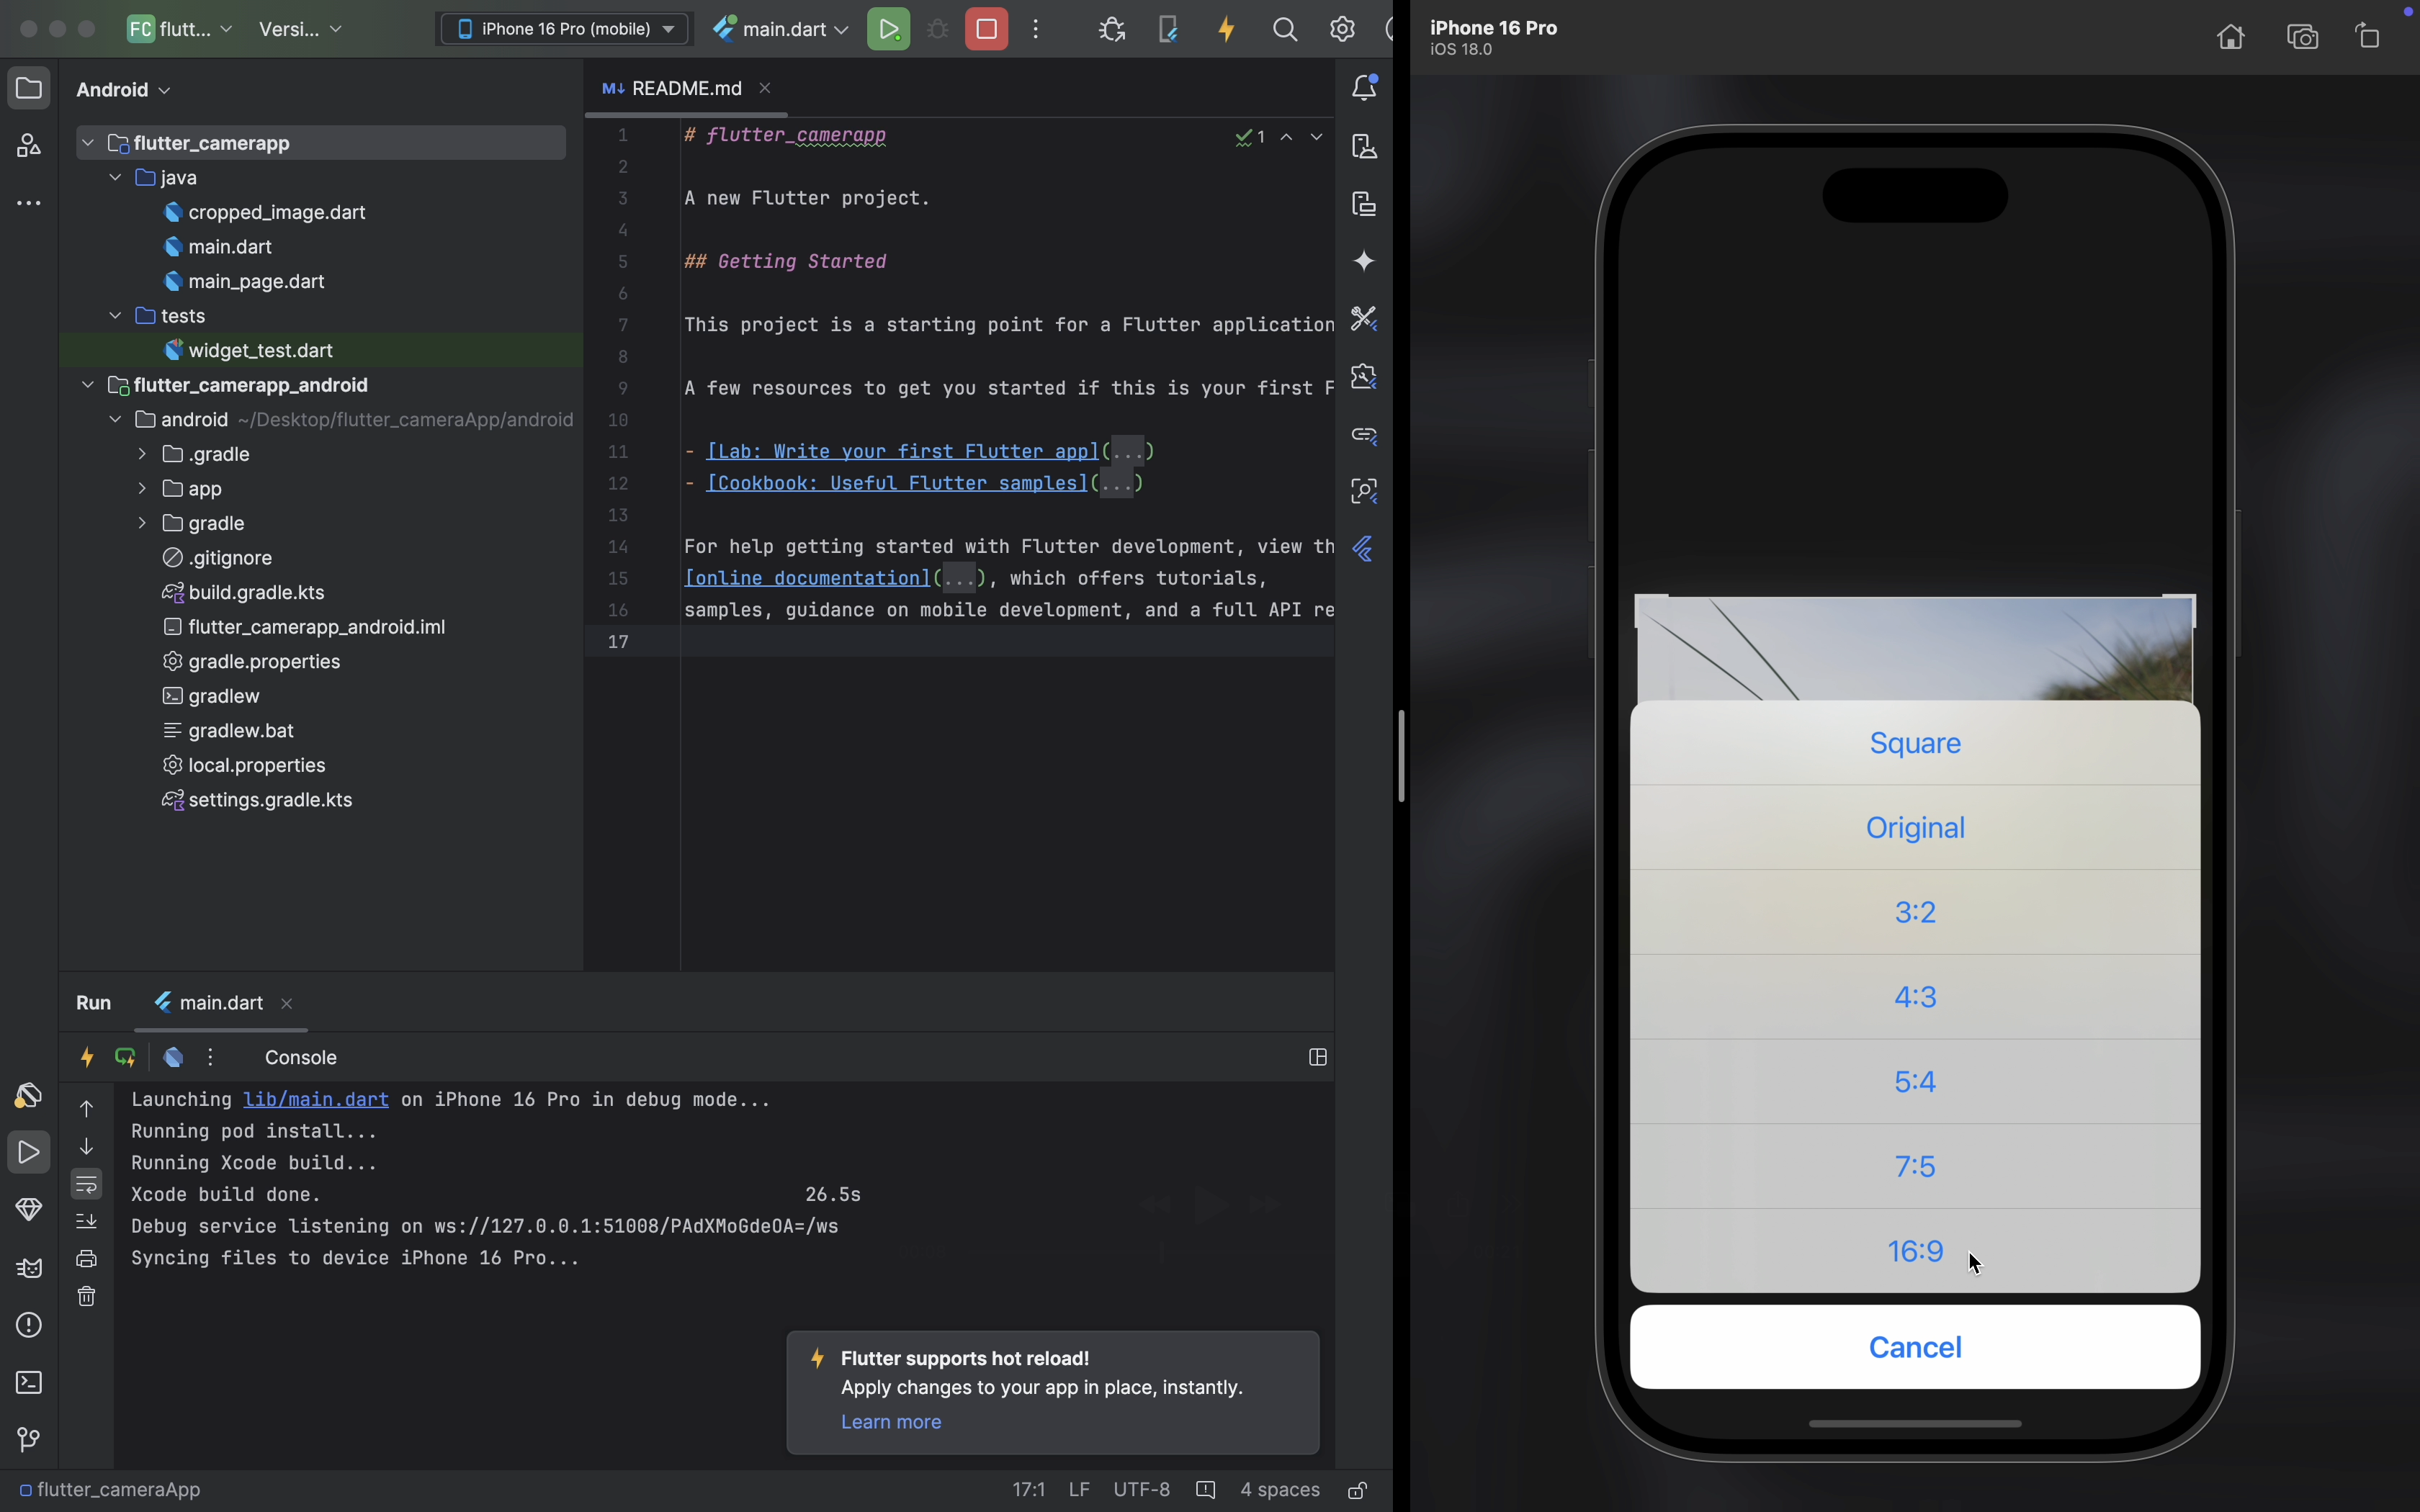 FC flutt...
Versi...
iPhone 16 Pro (mobile)
main.dart
Android
flutter_camerapp
java
cropped_image.dart
main.dart
main_page.dart
tests
widget_test.dart
flutter_camerapp_android
android ~/Desktop/flutter_cameraApp/android
.gradle
app
gradle
.gitignore
build.gradle.kts
flutter_camerapp_android.iml
gradle.properties
gradlew
gradlew.bat
local.properties
settings.gradle.kts
M↓ README.md
1 # flutter_camerapp
1
2
3 A new Flutter project.
4
5 ## Getting Started
6
7 This project is a starting point for a Flutter application
8
9 A few resources to get you started if this is your first F
10
11 - [Lab: Write your first Flutter app](...)
12 - [Cookbook: Useful Flutter samples](...)
13
14 For help getting started with Flutter development, view th
15 [online documentation](...), which offers tutorials,
16 samples, guidance on mobile development, and a full API re
17
Run
main.dart
Console
Launching lib/main.dart on iPhone 16 Pro in debug mode...
Running pod install...
Running Xcode build...
Xcode build done. 26.5s
Debug service listening on ws://127.0.0.1:51008/PAdXMoGdeOA=/ws
Syncing files to device iPhone 16 Pro...
Flutter supports hot reload!
Apply changes to your app in place, instantly.
Learn more
flutter_cameraApp
17:1 LF UTF-8 4 spaces
iPhone 16 Pro
iOS 18.0
Square
Original
3:2
4:3
5:4
7:5
16:9
Cancel